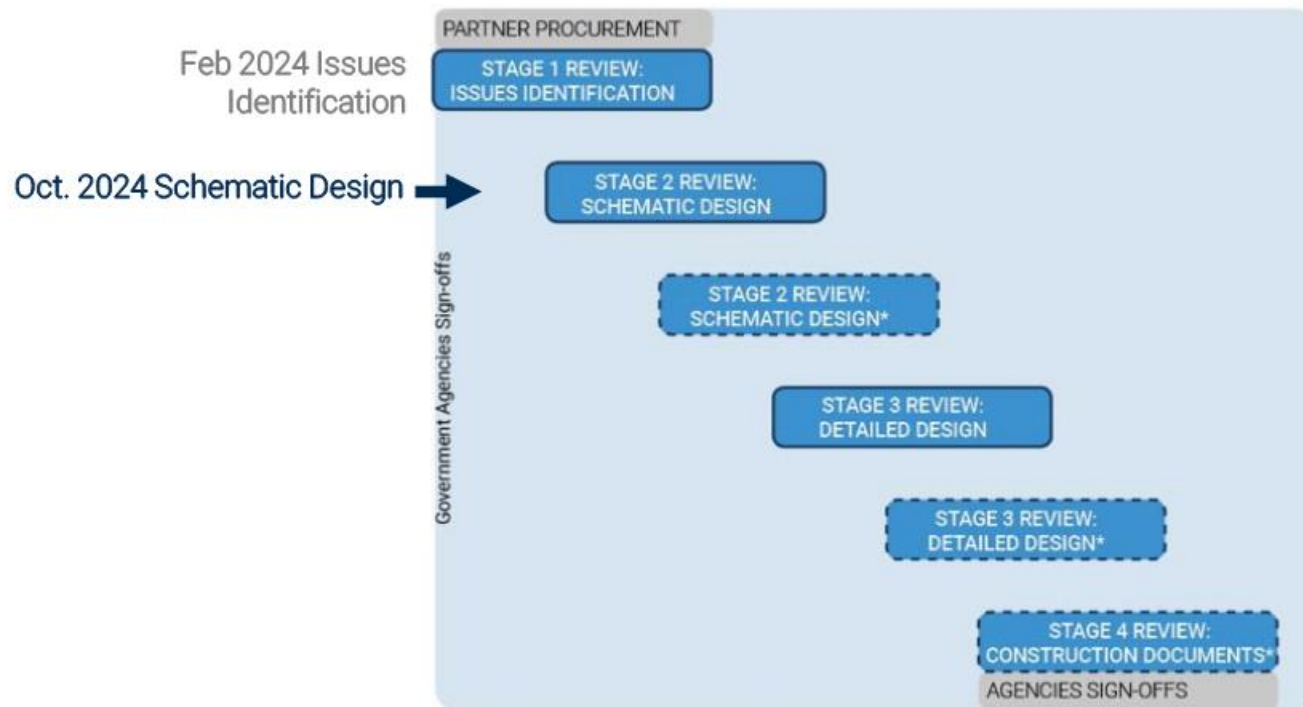 PARTNER PROCUREMENT
Feb 2024 Issues
Identification
STAGE 1 REVIEW:
ISSUES IDENTIFICATION
Oct. 2024 Schematic Design
STAGE 2 REVIEW:
SCHEMATIC DESIGN
Government Agencies Sign-offs
STAGE 2 REVIEW:
SCHEMATIC DESIGN*
STAGE 3 REVIEW:
DETAILED DESIGN
STAGE 3 REVIEW:
DETAILED DESIGN*
STAGE 4 REVIEW:
CONSTRUCTION DOCUMENTS*
AGENCIES SIGN-OFFS